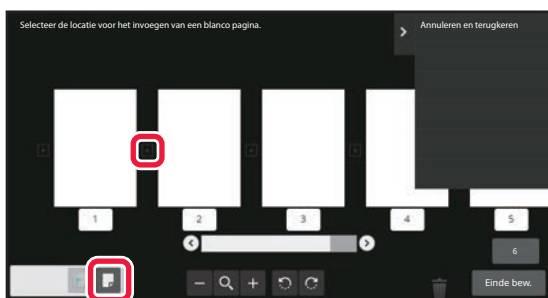 Selecteer de locatie voor het invoegen van een blanco pagina.
Annuleren en terugkeren
1
2
3
4
5
6
Einde bew.